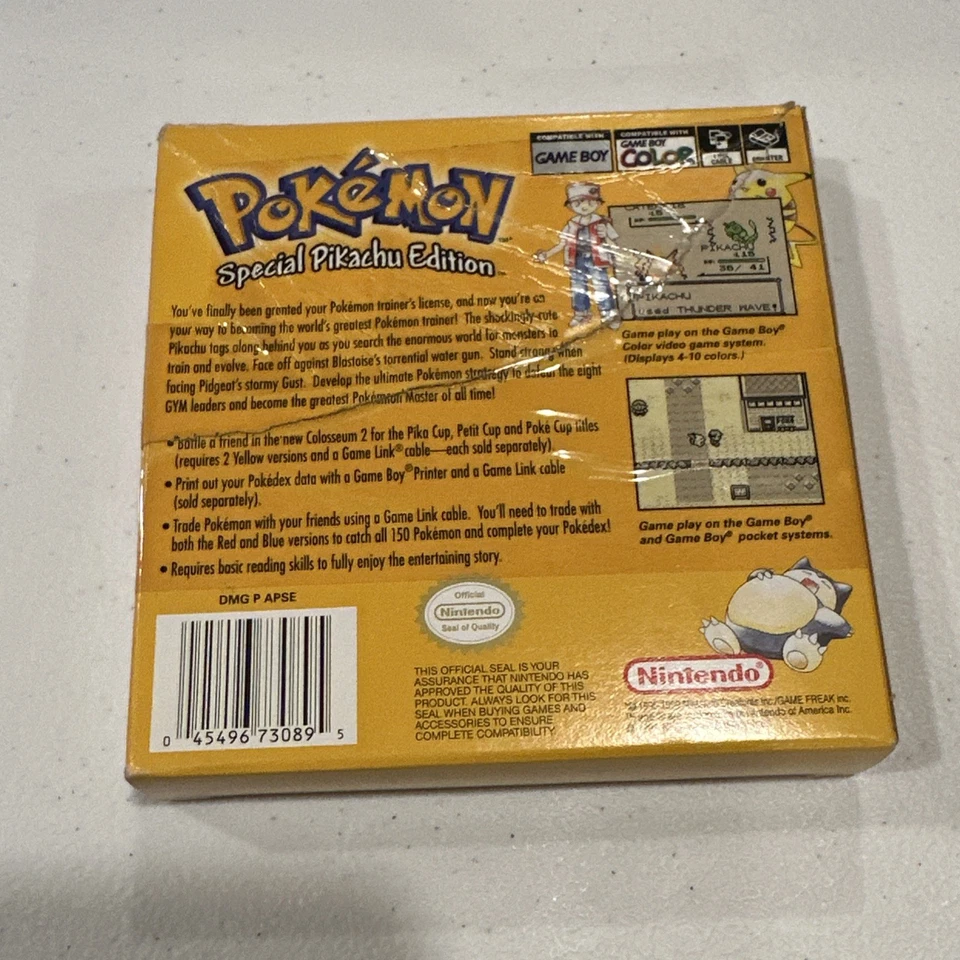 COMPATIBLE WITH
GAME BOY
COMPATIBLE WITH
GAME BOY
COLOR
CABLE
PRINTER
POKéMON
™
Special Pikachu Edition
™
You've finally been granted your Pokémon trainer's license, and now you're on
your way to becoming the world's greatest Pokémon trainer! The shockingly-cute
Pikachu tags along behind you as you search the enormous world for monsters to
train and evolve. Face off against Blastoise's torrential water gun. Stand strong when
facing Pidgeot's stormy Gust. Develop the ultimate Pokémon strategy to defeat the eight
GYM leaders and become the greatest Pokémon Master of all time!
• Battle a friend in the new Colosseum 2 for the Pika Cup, Petit Cup and Poké Cup titles
(requires 2 Yellow versions and a Game Link® cable—each sold separately).
• Print out your Pokédex data with a Game Boy® Printer and a Game Link cable
(sold separately).
• Trade Pokémon with your friends using a Game Link cable. You'll need to trade with
both the Red and Blue versions to catch all 150 Pokémon and complete your Pokédex!
• Requires basic reading skills to fully enjoy the entertaining story.
PIKACHU
36/ 41
PIKACHU
used THUNDER WAVE!
Game play on the Game Boy®
Color video game system.
(Displays 4-10 colors.)
Game play on the Game Boy®
and Game Boy® pocket systems.
DMG P APSE
0 45496 73089 5
Official
Nintendo
Seal of Quality
THIS OFFICIAL SEAL IS YOUR
ASSURANCE THAT NINTENDO HAS
APPROVED THE QUALITY OF THIS
PRODUCT. ALWAYS LOOK FOR THIS
SEAL WHEN BUYING GAMES AND
ACCESSORIES TO ENSURE
COMPLETE COMPATIBILITY.
Nintendo®
Creatures inc./GAME FREAK inc.
Nintendo of America Inc.